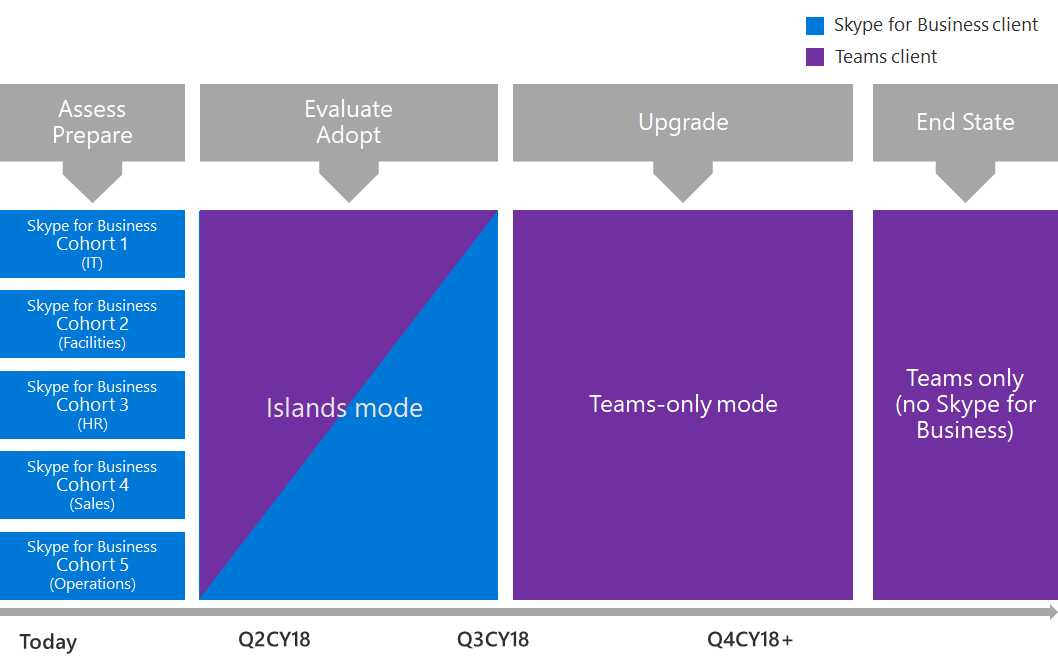 Skype for Business client
Teams client
Assess
Prepare
Evaluate
Adopt
Upgrade
End State
Skype for Business
Cohort 1
(IT)
Skype for Business
Cohort 2
(Facilities)
Skype for Business
Cohort 3
(HR)
Skype for Business
Cohort 4
(Sales)
Skype for Business
Cohort 5
(Operations)
Islands mode
Teams-only mode
Teams only
(no Skype for
Business)
Today
Q2CY18
Q3CY18
Q4CY18+